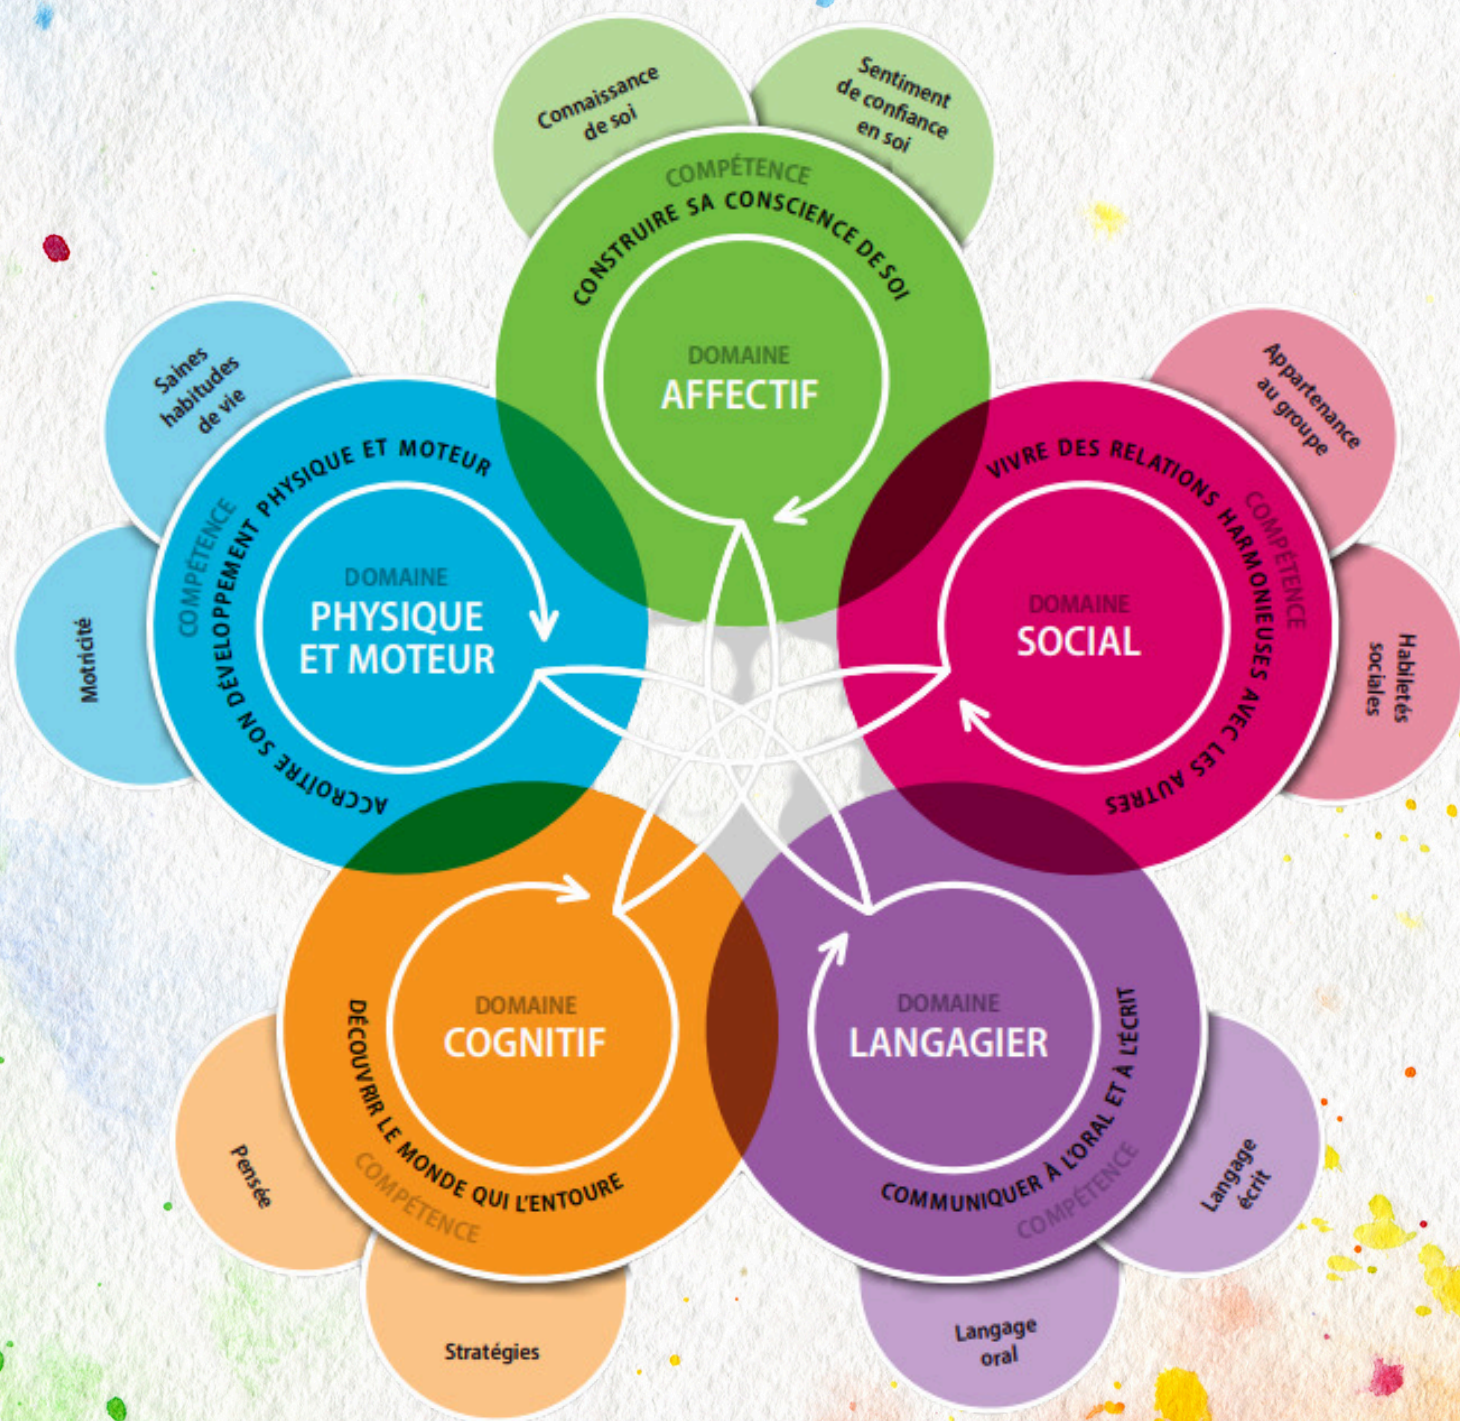 Connaissance
de soi
Sentiment
de confiance
en soi
COMPÉTENCE
CONSTRUIRE SA CONSCIENCE DE SOI
DOMAINE
AFFECTIF
Saines
habitudes
de vie
Motricité
COMPÉTENCE
ACCROÎTRE SON DÉVELOPPEMENT PHYSIQUE ET MOTEUR
DOMAINE
PHYSIQUE
ET MOTEUR
Appartenance
au groupe
Habiletés
sociales
COMPÉTENCE
VIVRE DES RELATIONS HARMONIEUSES AVEC LES AUTRES
DOMAINE
SOCIAL
DOMAINE
COGNITIF
DÉCOUVRIR LE MONDE QUI L'ENTOURE
COMPÉTENCE
Pensée
Stratégies
DOMAINE
LANGAGIER
COMMUNIQUER À L'ORAL ET À L'ÉCRIT
COMPÉTENCE
Langage
écrit
Langage
oral